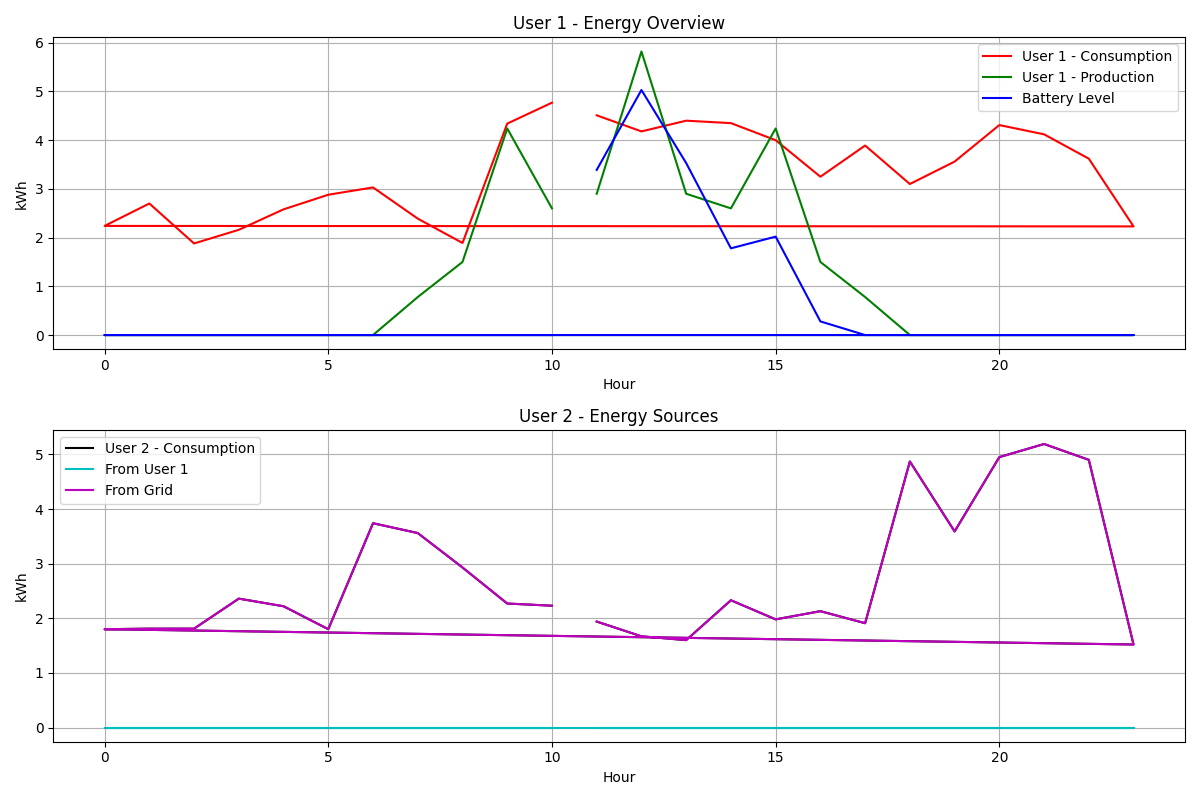 User 1 - Energy Overview
User 1 - Consumption
User 1 - Production
Battery Level
kWh
6
5
4
3
2
1
0
0 5 10 15 20
Hour
User 2 - Energy Sources
User 2 - Consumption
From User 1
From Grid
kWh
5
4
3
2
1
0
0 5 10 15 20
Hour